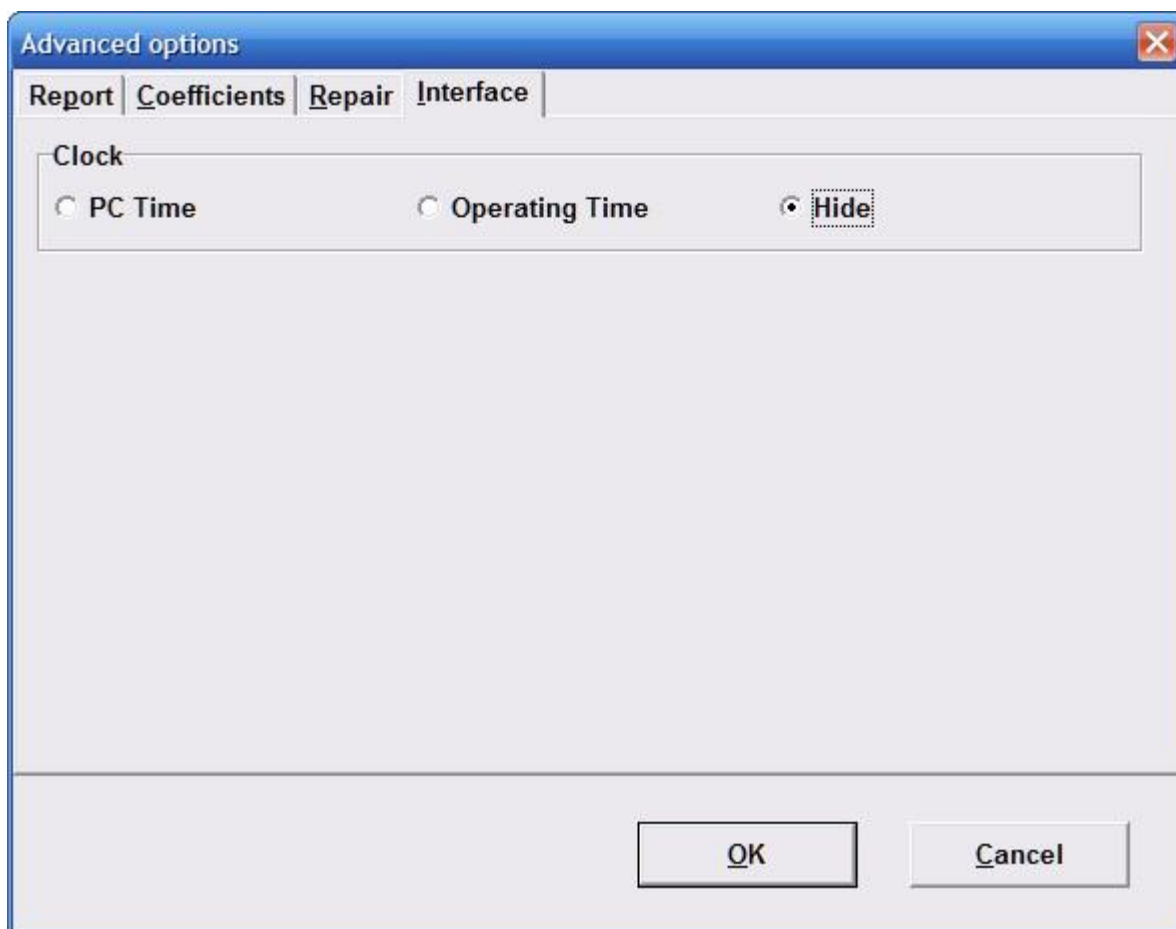 Advanced options
Report Coefficients Repair Interface
Clock
PC Time Operating Time Hide
OK Cancel